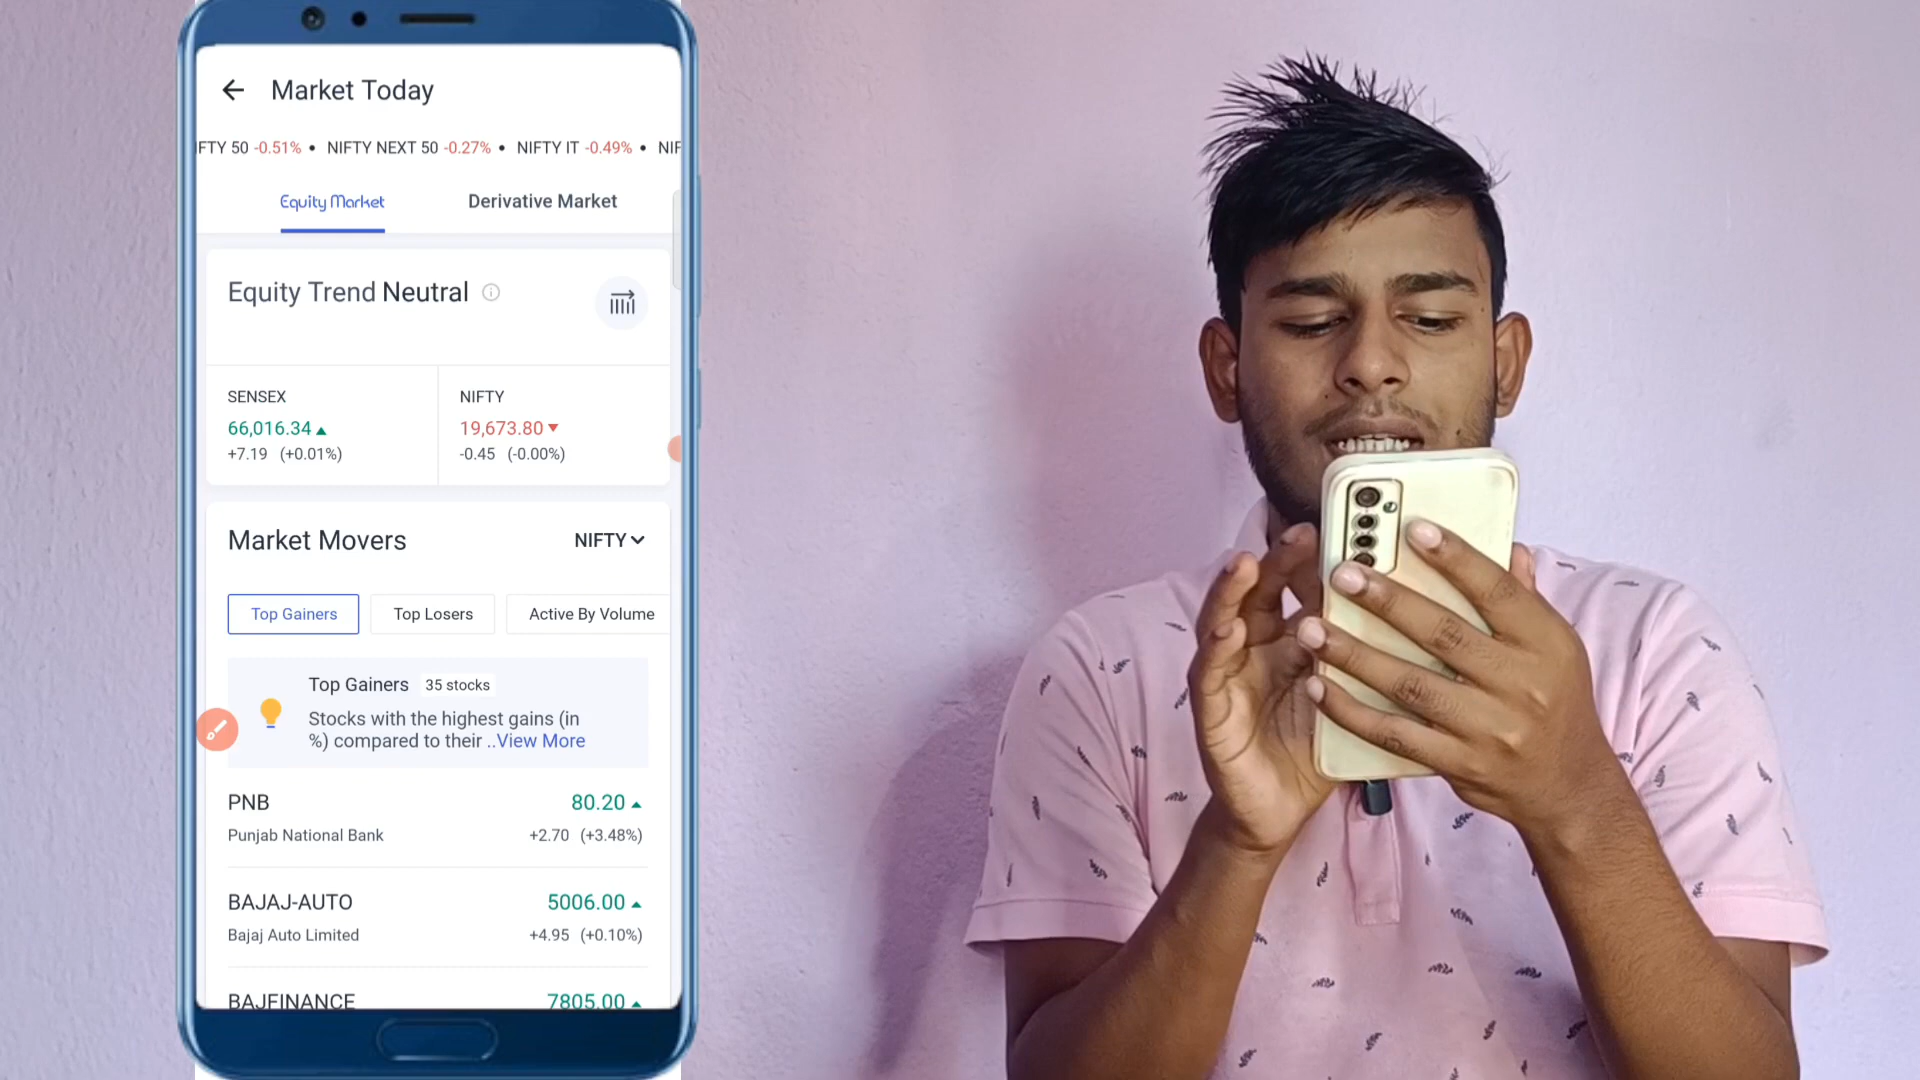 Market Today
FTY 50 -0.51% • NIFTY NEXT 50 -0.27% • NIFTY IT -0.49% • NIF
Equity Market
Derivative Market
Equity Trend Neutral
SENSEX
66,016.34
+7.19 (+0.01%)
NIFTY
19,673.80
-0.45 (-0.00%)
Market Movers
NIFTY
Top Gainers
Top Losers
Active By Volume
Top Gainers 35 stocks
Stocks with the highest gains (in
%) compared to their ..View More
PNB 80.20
Punjab National Bank +2.70 (+3.48%)
BAJAJ-AUTO 5006.00
Bajaj Auto Limited +4.95 (+0.10%)
BAJFINANCE 7805.00